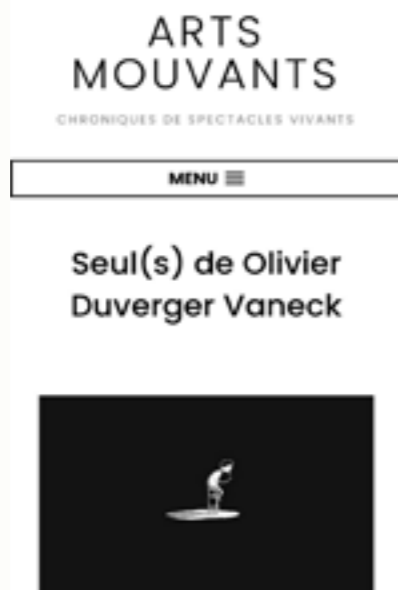 ARTS
MOUVANTS
CHRONIQUES DE SPECTACLES VIVANTS
MENU
Seul(s) de Olivier
Duverger Vaneck